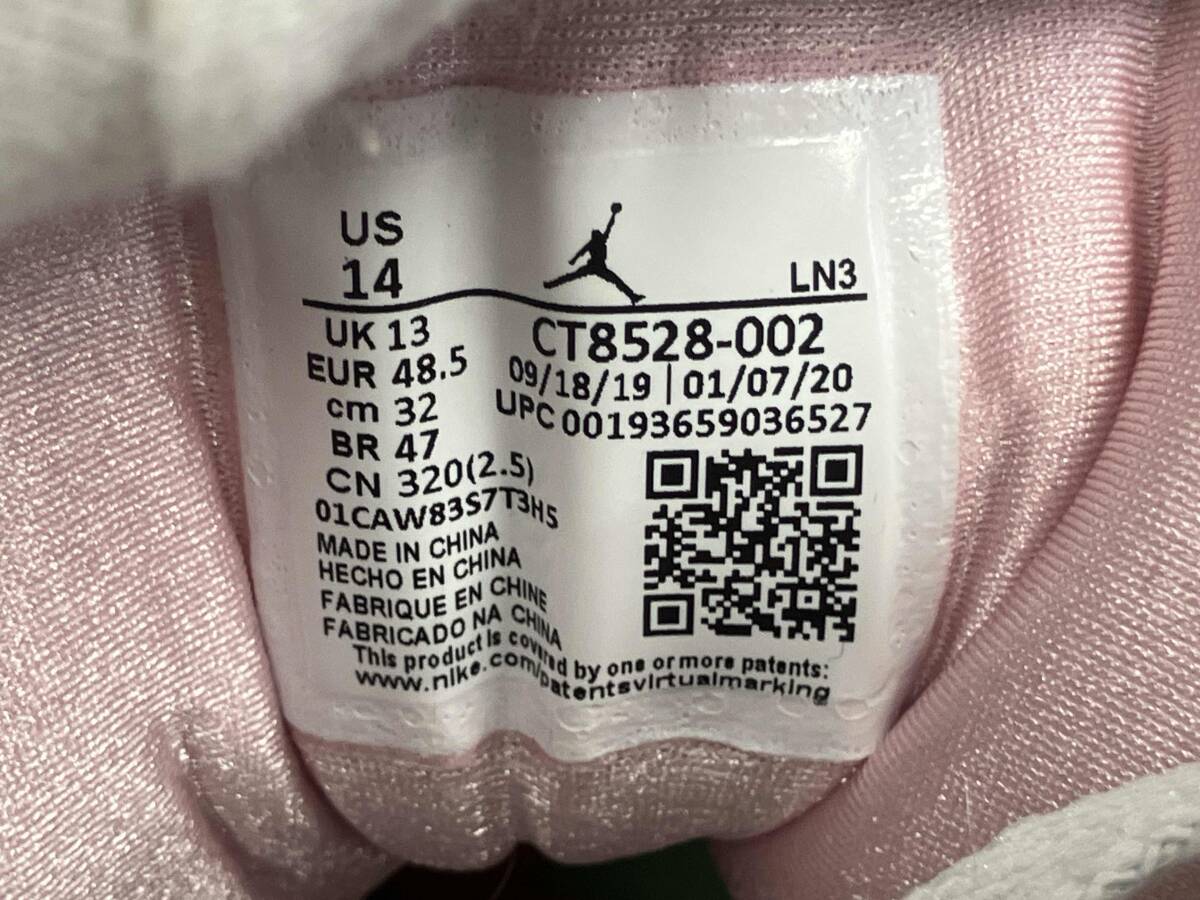 US
14
LN3
UK 13
EUR 48.5
cm 32
BR 47
CN 320(2.5)
01CAW83S7T3H5
MADE IN CHINA
HECHO EN CHINA
FABRIQUE EN CHINE
FABRICADO NA CHINA
CT8528-002
09/18/19 | 01/07/20
UPC 00193659036527
This product is covered by one or more patents:
www.nike.com/patentsvirtualmarking